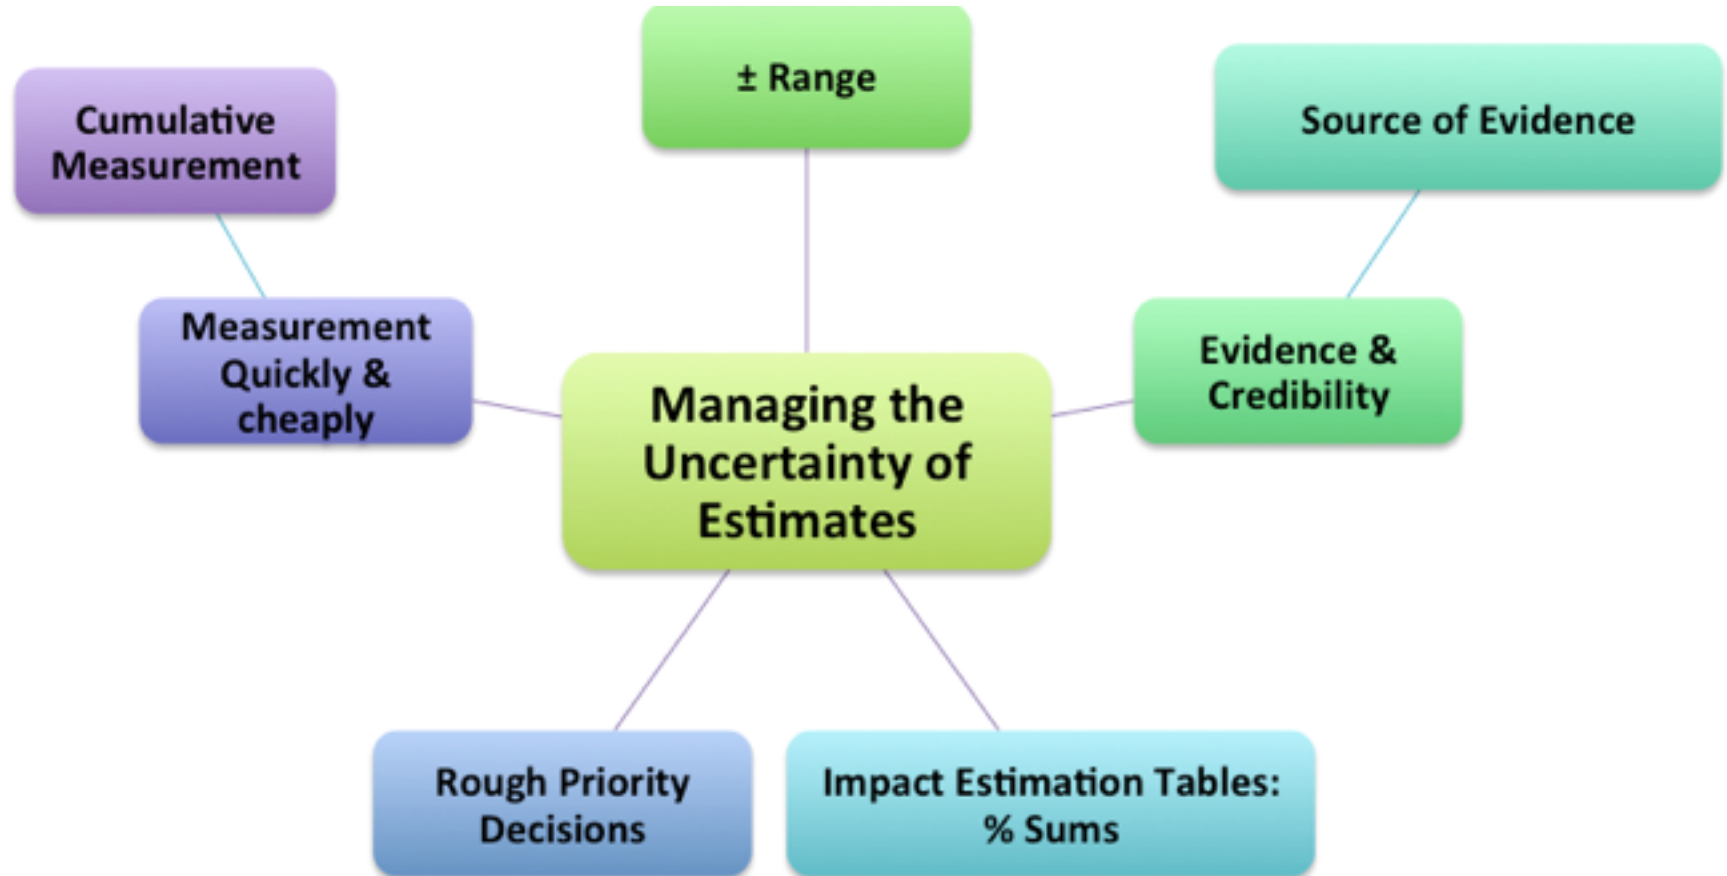 ± Range
Cumulative
Measurement
Source of Evidence
Measurement
Quickly &
cheaply
Evidence &
Credibility
Managing the
Uncertainty of
Estimates
Rough Priority
Decisions
Impact Estimation Tables:
% Sums